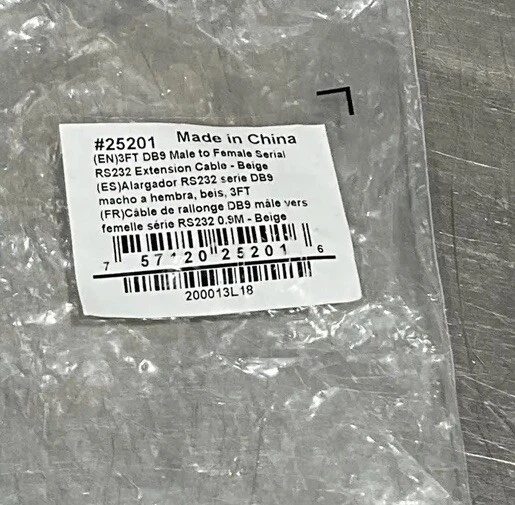 #25201 Made in China
(EN)3FT DB9 Male to Female Serial
RS232 Extension Cable - Beige
(ES)Alargador RS232 serie DB9
macho a hembra, beis, 3FT
(FR)Câble de rallonge DB9 mâle vers
femelle série RS232 0.9M - Beige
7 57120 25201 6
200013L18